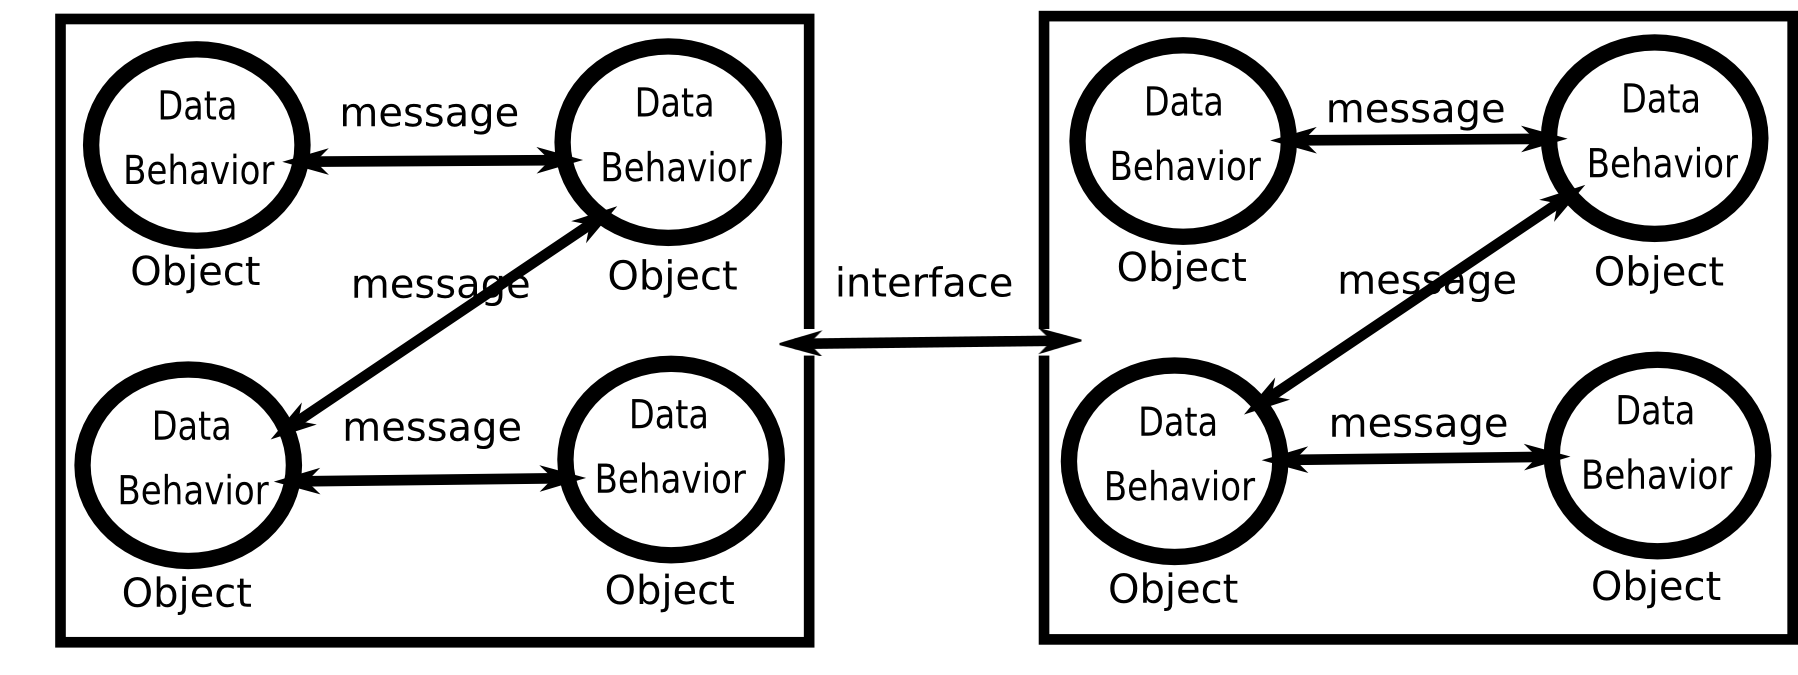 Data
Behavior
Object
message
Data
Behavior
Object
message
Data
Behavior
Object
message
Data
Behavior
Object
interface
Data
Behavior
Object
message
Data
Behavior
Object
message
Data
Behavior
Object
message
Data
Behavior
Object